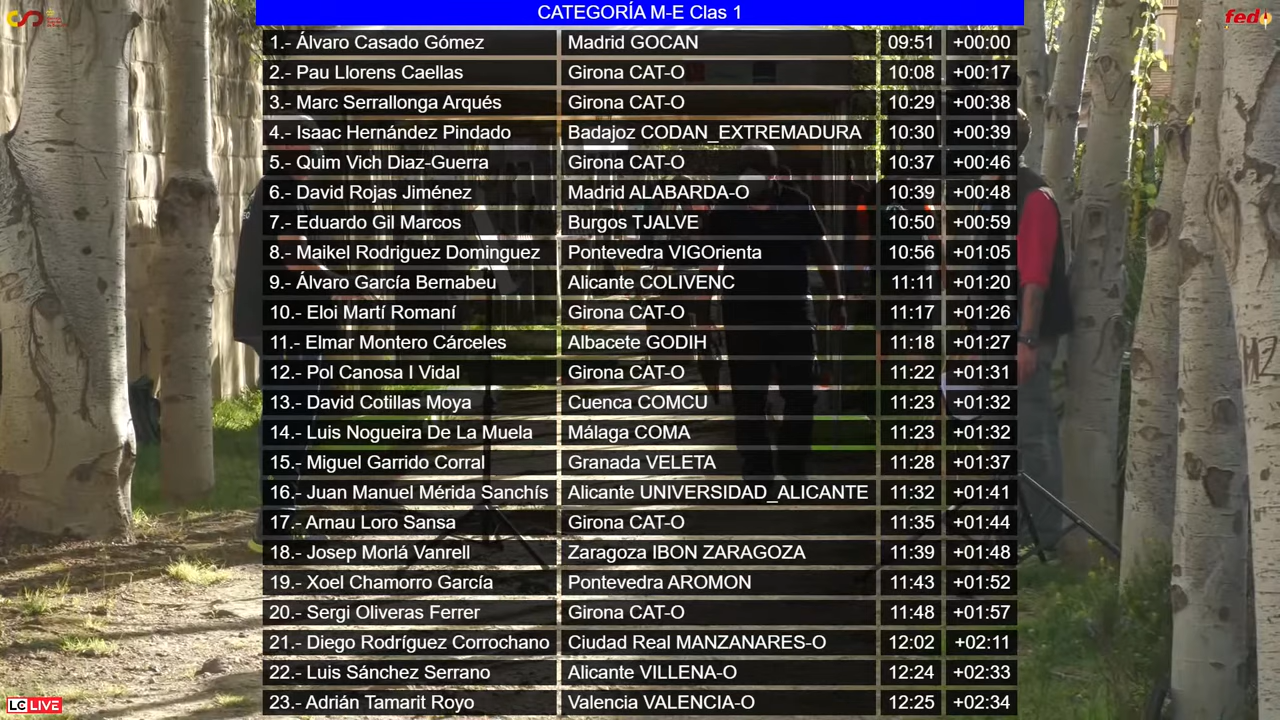 CATEGORÍA M-E Clas 1
1.- Álvaro Casado Gómez Madrid GOCAN 09:51 +00:00
2.- Pau Llorens Caellas Girona CAT-O 10:08 +00:17
3.- Marc Serrallonga Arqués Girona CAT-O 10:29 +00:38
4.- Isaac Hernández Pindado Badajoz CODAN_EXTREMADURA 10:30 +00:39
5.- Quim Vich Diaz-Guerra Girona CAT-O 10:37 +00:46
6.- David Rojas Jiménez Madrid ALABARDA-O 10:39 +00:48
7.- Eduardo Gil Marcos Burgos TJALVE 10:50 +00:59
8.- Maikel Rodriguez Dominguez Pontevedra VIGOrienta 10:56 +01:05
9.- Álvaro García Bernabeu Alicante COLIVENC 11:11 +01:20
10.- Eloi Martí Romaní Girona CAT-O 11:17 +01:26
11.- Elmar Montero Cárceles Albacete GODIH 11:18 +01:27
12.- Pol Canosa I Vidal Girona CAT-O 11:22 +01:31
13.- David Cotillas Moya Cuenca COMCU 11:23 +01:32
14.- Luis Nogueira De La Muela Málaga COMA 11:23 +01:32
15.- Miguel Garrido Corral Granada VELETA 11:28 +01:37
16.- Juan Manuel Mérida Sanchís Alicante UNIVERSIDAD_ALICANTE 11:32 +01:41
17.- Arnau Loro Sansa Girona CAT-O 11:35 +01:44
18.- Josep Morlá Vanrell Zaragoza IBON ZARAGOZA 11:39 +01:48
19.- Xoel Chamorro García Pontevedra AROMON 11:43 +01:52
20.- Sergi Oliveras Ferrer Girona CAT-O 11:48 +01:57
21.- Diego Rodríguez Corrochano Ciudad Real MANZANARES-O 12:02 +02:11
22.- Luis Sánchez Serrano Alicante VILLENA-O 12:24 +02:33
23.- Adrián Tamarit Royo Valencia VALENCIA-O 12:25 +02:34
fedo
LG LIVE